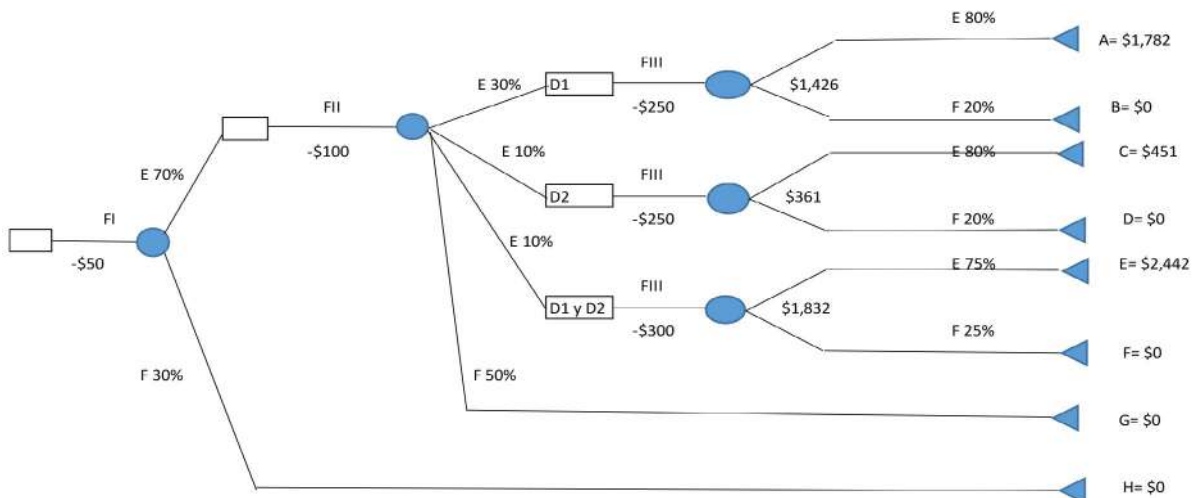 E 80%
A= $1,782
FIII
E 30%
D1
$1,426
-$250
FII
F 20%
B= $0
-$100
E 10%
FIII
E 80%
C= $451
E 70%
D2
$361
-$250
FI
F 20%
D= $0
E 10%
-$50
FIII
E 75%
E= $2,442
D1 y D2
$1,832
-$300
F 25%
F= $0
F 30%
F 50%
G= $0
H= $0